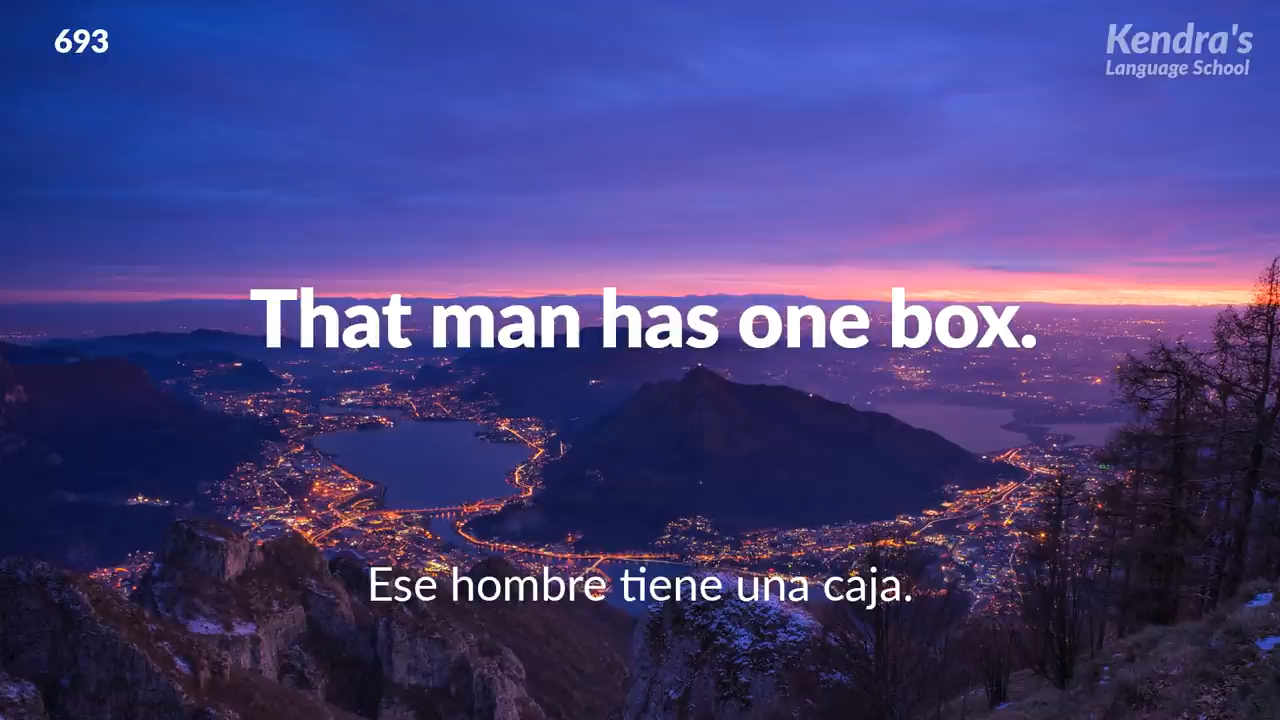 693
Kendra's
Language School
That man has one box.
Ese hombre tiene una caja.